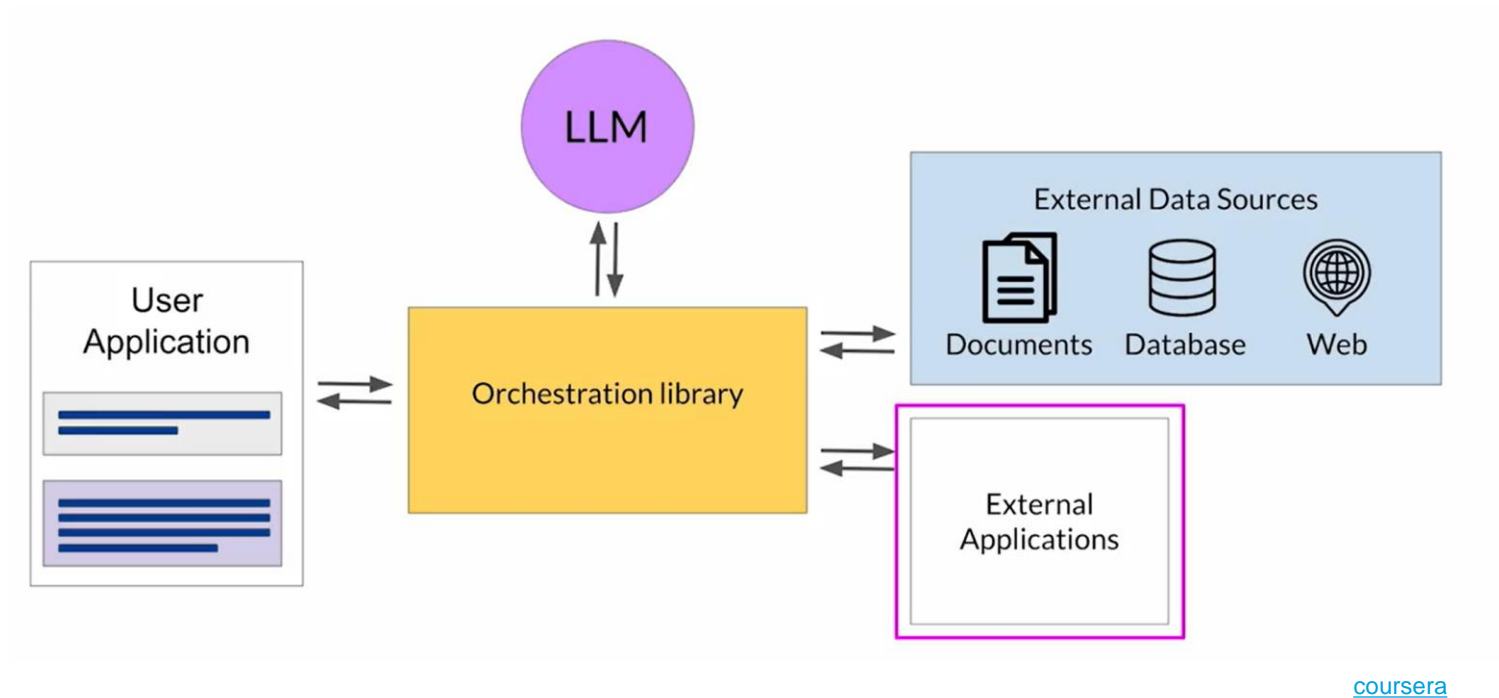 LLM
External Data Sources
Documents
Database
Web
User
Application
Orchestration library
External
Applications
coursera